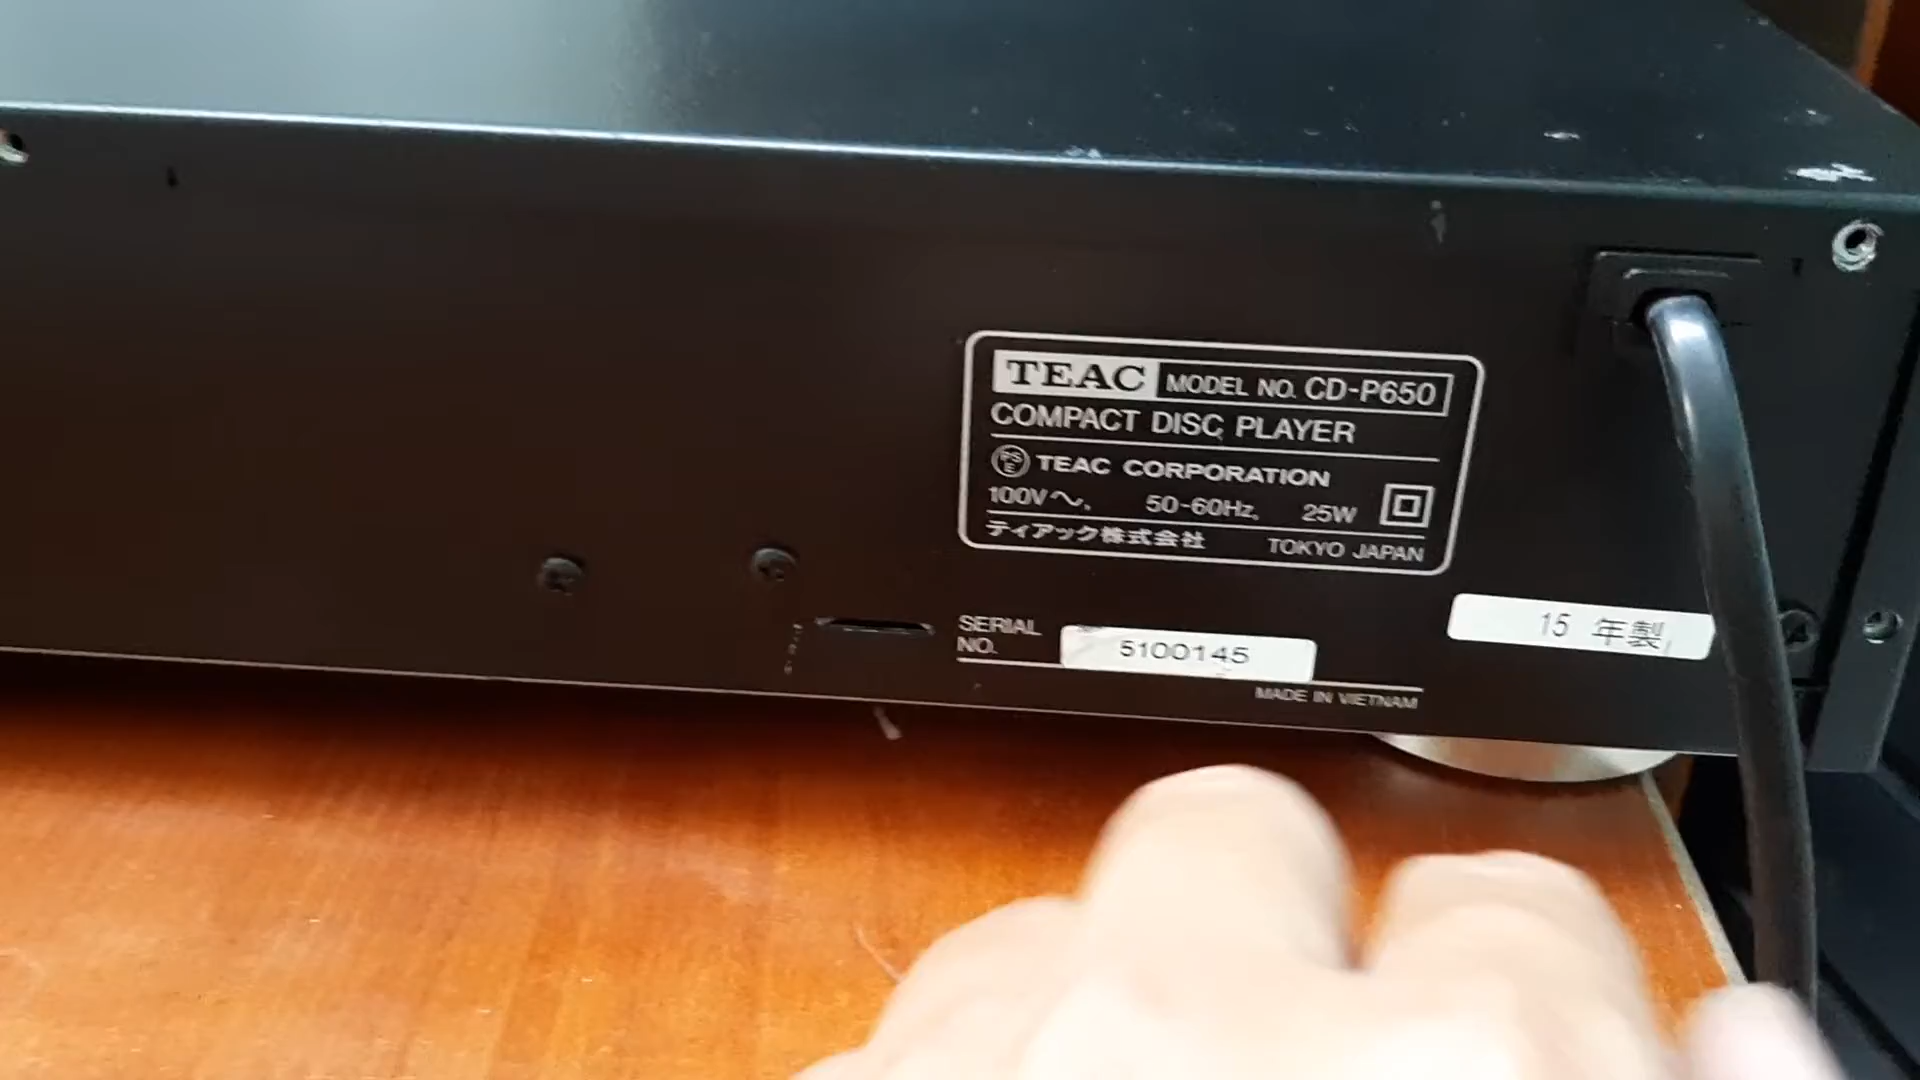 TEAC MODEL NO. CD-P650
COMPACT DISC PLAYER
PSE TEAC CORPORATION
100V～, 50-60Hz, 25W
ティアック株式会社 TOKYO JAPAN
15 年製
SERIAL NO. 5100145
MADE IN VIETNAM